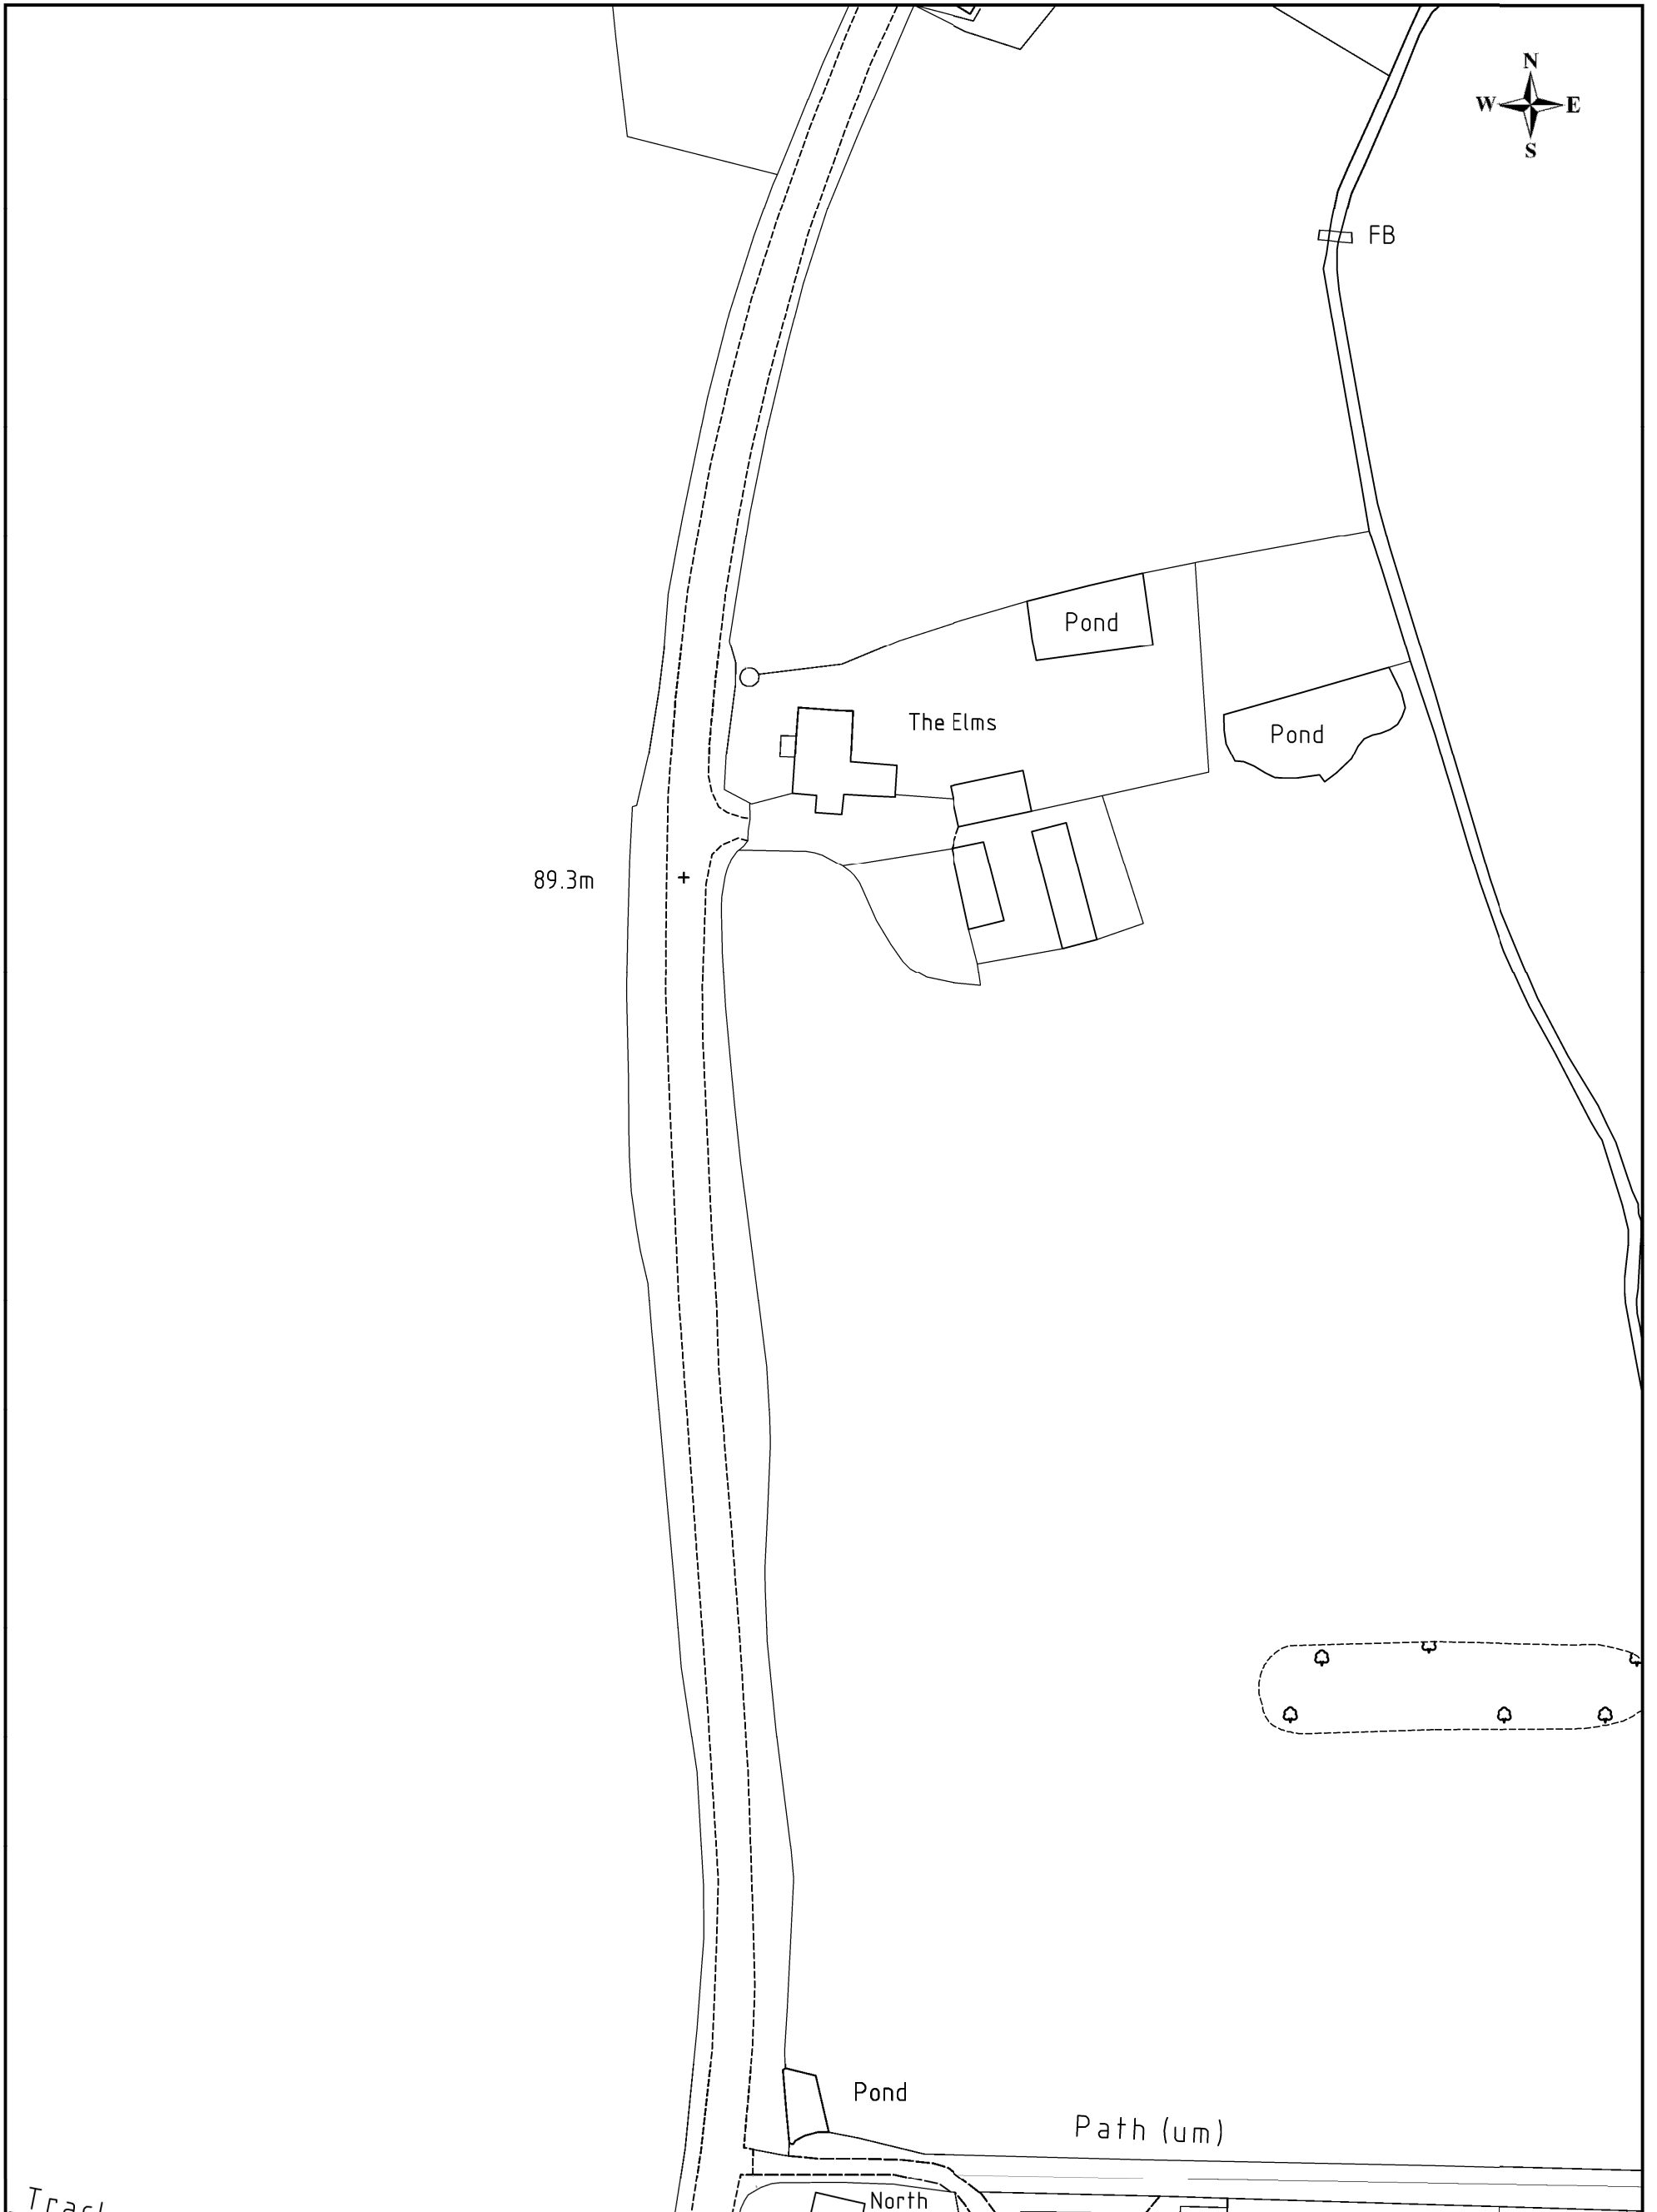 N
W E
S
FB
Pond
The Elms
Pond
89.3m
Pond
Path (um)
North